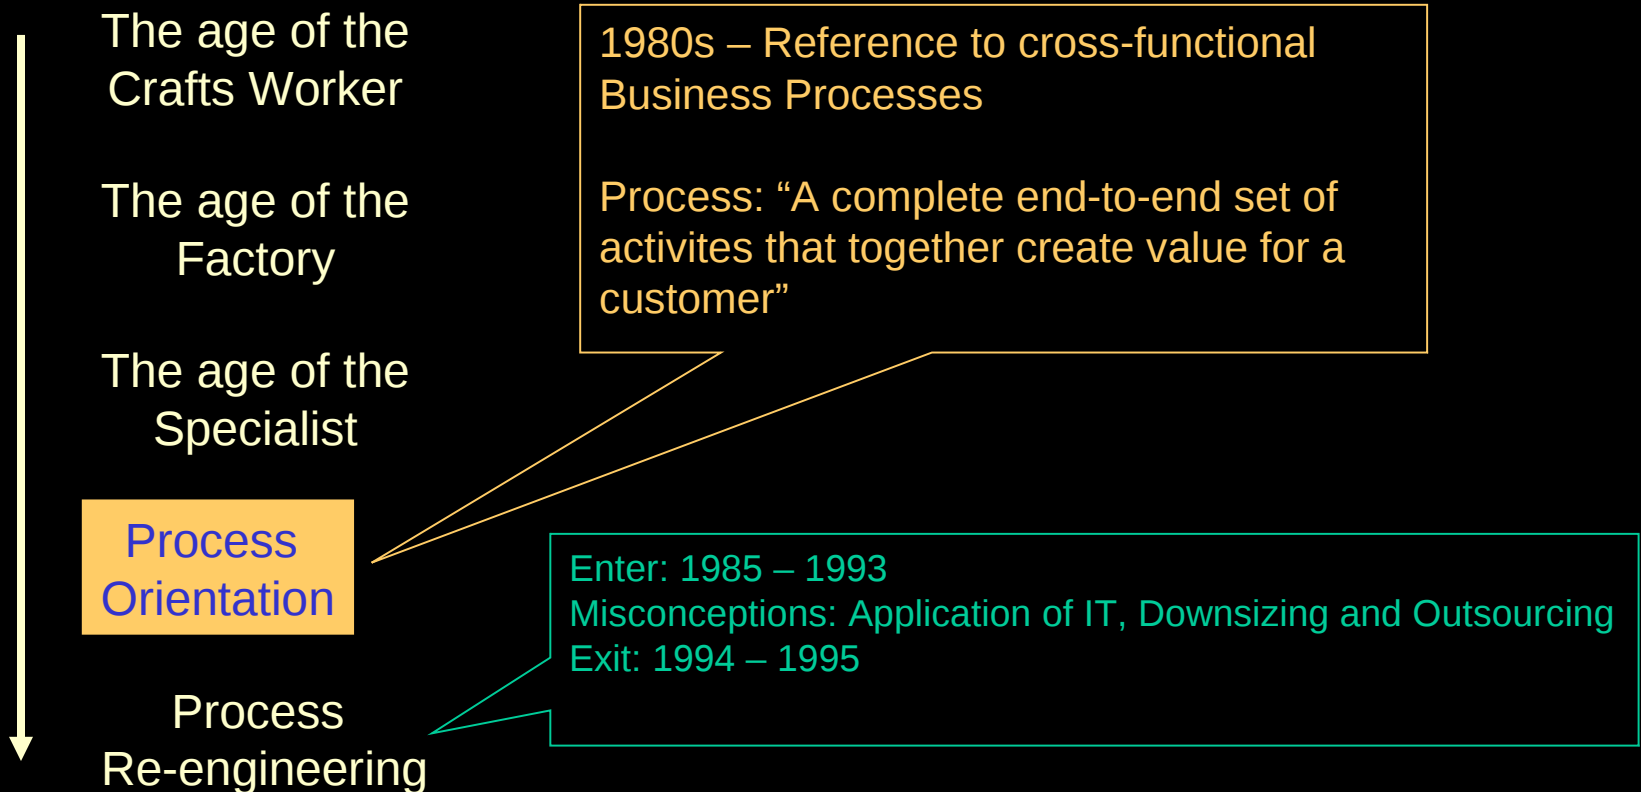 The age of the
Crafts Worker
The age of the
Factory
The age of the
Specialist
Process
Orientation
Process
Re-engineering
1980s – Reference to cross-functional
Business Processes
Process: “A complete end-to-end set of
activites that together create value for a
customer”
Enter: 1985 – 1993
Misconceptions: Application of IT, Downsizing and Outsourcing
Exit: 1994 – 1995